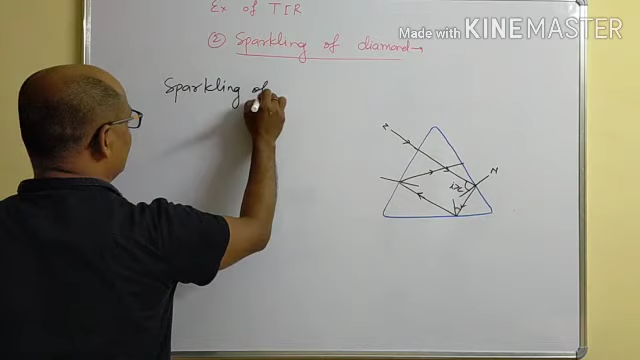 Made with KINEMASTER
Ex of TIR
② Sparkling of diamond→
Sparkling of
N
i>c
N